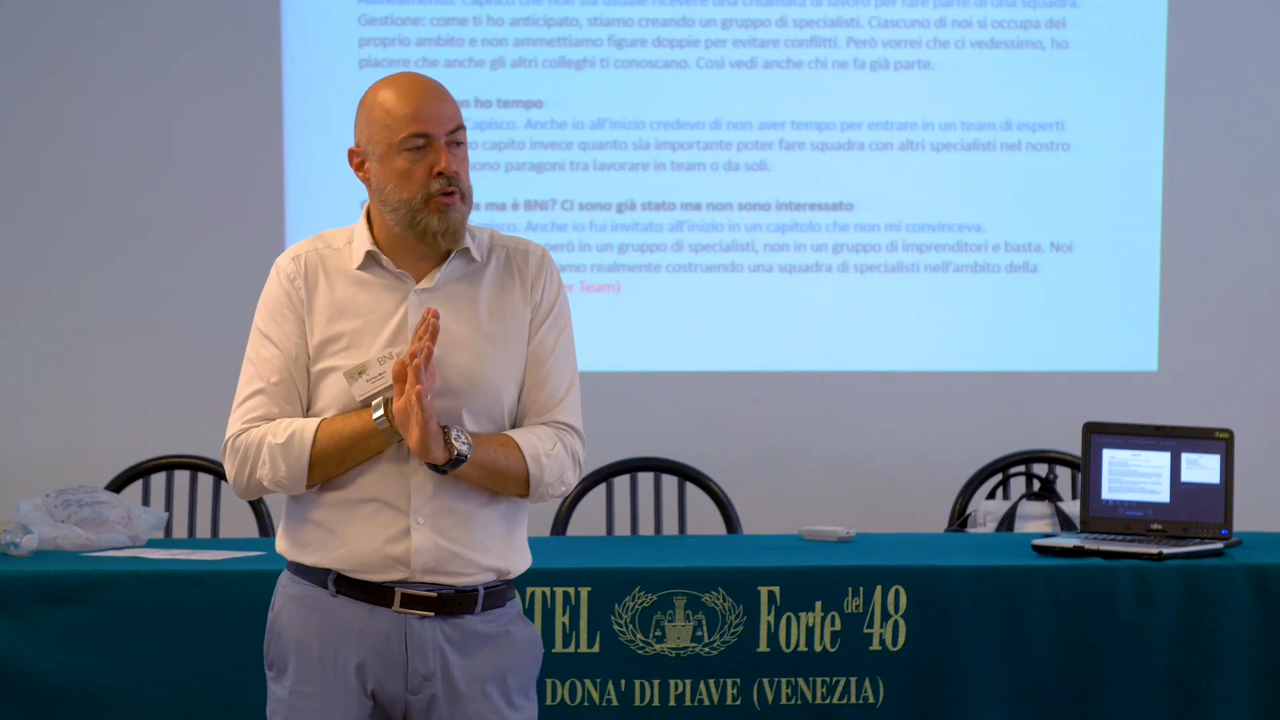 Allineamento. Capisco che non sia usuale ricevere una chiamata di lavoro per fare parte di una squadra.
Gestione: come ti ho anticipato, stiamo creando un gruppo di specialisti. Ciascuno di noi si occupa del
proprio ambito e non ammettiamo figure doppie per evitare conflitti. Però vorrei che ci vedessimo, ho
piacere che anche gli altri colleghi ti conoscano. Così vedi anche chi ne fa già parte.
n ho tempo
apisco. Anche io all'inizio credevo di non aver tempo per entrare in un team di esperti
o capito invece quanto sia importante poter fare squadra con altri specialisti nel nostro
ono paragoni tra lavorare in team o da soli.
ma è BNI? Ci sono già stato ma non sono interessato
isco. Anche io fui invitato all'inizio in un capitolo che non mi convinceva.
però in un gruppo di specialisti, non in un gruppo di imprenditori e basta. Noi
amo realmente costruendo una squadra di specialisti nell'ambito della
er Team)
BNI
TEL Forte del 48
DONA' DI PIAVE (VENEZIA)